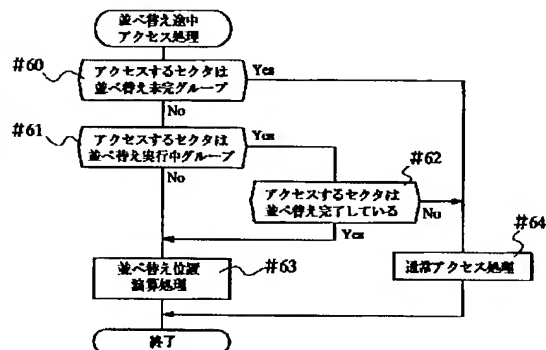 並べ替え途中
アクセス処理
#60
アクセスするセクタは
並べ替え未完グループ
Yes
No
#61
アクセスするセクタは
並べ替え実行中グループ
Yes
No
#62
アクセスするセクタは
並べ替え完了している
No
Yes
#63
並べ替え位置
演算処理
#64
通常アクセス処理
終了